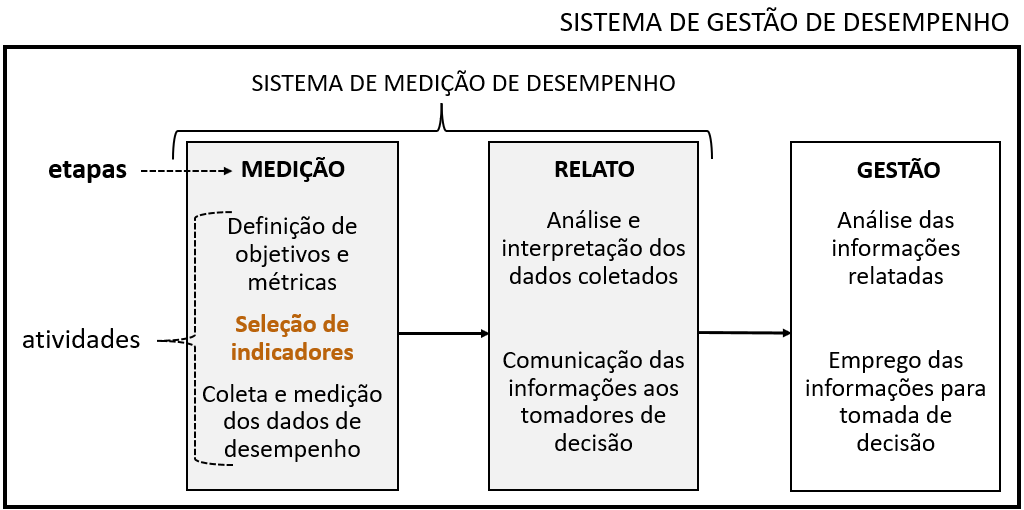 SISTEMA DE GESTÃO DE DESEMPENHO
SISTEMA DE MEDIÇÃO DE DESEMPENHO
etapas
MEDIÇÃO
Definição de
objetivos e
métricas
Seleção de
indicadores
Coleta e medição
dos dados de
desempenho
atividades
RELATO
Análise e
interpretação dos
dados coletados
Comunicação das
informações aos
tomadores de
decisão
GESTÃO
Análise das
informações
relatadas
Emprego das
informações para
tomada de
decisão